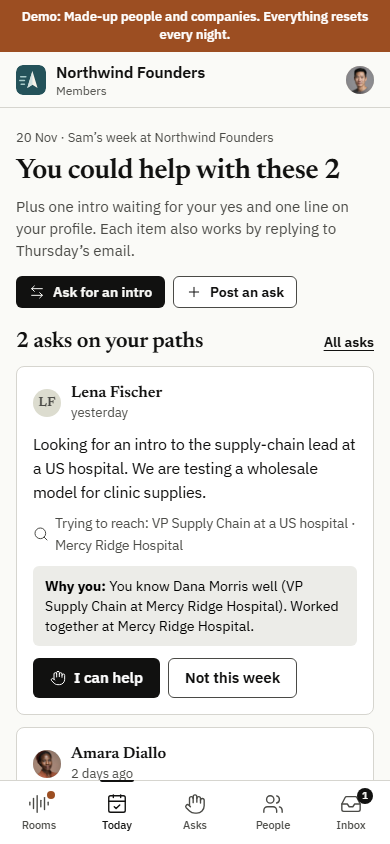 Demo: Made-up people and companies. Everything resets
every night.
Northwind Founders
Members
20 Nov · Sam’s week at Northwind Founders
You could help with these 2
Plus one intro waiting for your yes and one line on
your profile. Each item also works by replying to
Thursday’s email.
Ask for an intro
Post an ask
2 asks on your paths
All asks
LF
Lena Fischer
yesterday
Looking for an intro to the supply-chain lead at
a US hospital. We are testing a wholesale
model for clinic supplies.
Trying to reach: VP Supply Chain at a US hospital ·
Mercy Ridge Hospital
Why you: You know Dana Morris well (VP
Supply Chain at Mercy Ridge Hospital). Worked
together at Mercy Ridge Hospital.
I can help
Not this week
Amara Diallo
2 days ago
Rooms
Today
Asks
People
1
Inbox